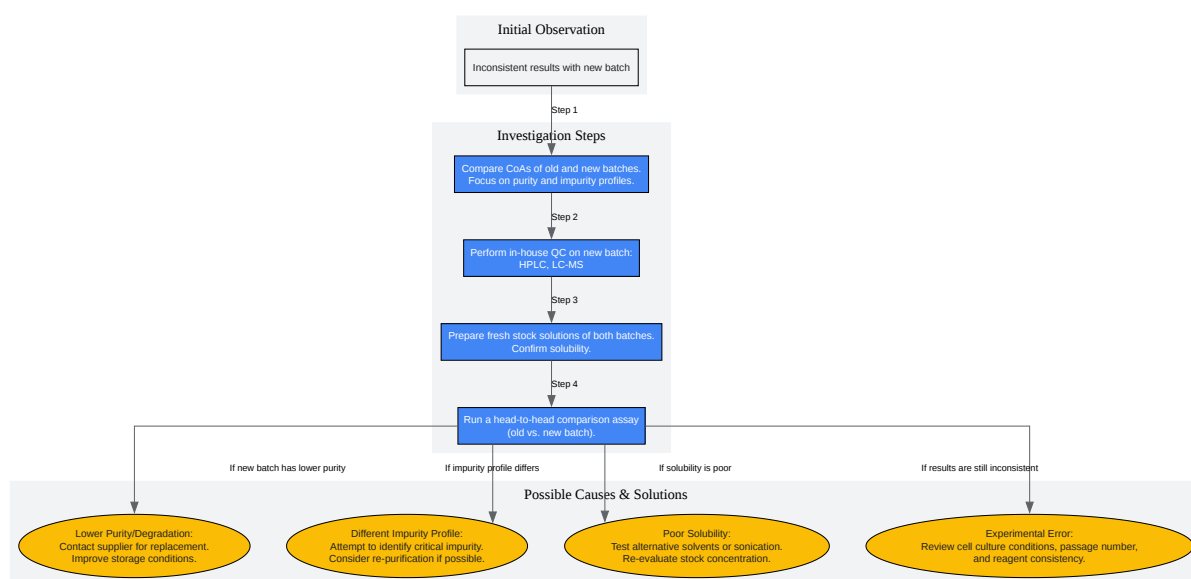 Initial Observation
Inconsistent results with new batch
Step 1
Investigation Steps
Compare CoAs of old and new batches.
Focus on purity and impurity profiles.
Step 2
Perform in-house QC on new batch:
HPLC, LC-MS
Step 3
Prepare fresh stock solutions of both batches.
Confirm solubility.
Step 4
Run a head-to-head comparison assay
(old vs. new batch).
If new batch has lower purity
If impurity profile differs
If solubility is poor
If results are still inconsistent
Possible Causes & Solutions
Lower Purity/Degradation:
Contact supplier for replacement.
Improve storage conditions.
Different Impurity Profile:
Attempt to identify critical impurity.
Consider re-purification if possible.
Poor Solubility:
Test alternative solvents or sonication.
Re-evaluate stock concentration.
Experimental Error:
Review cell culture conditions, passage number,
and reagent consistency.